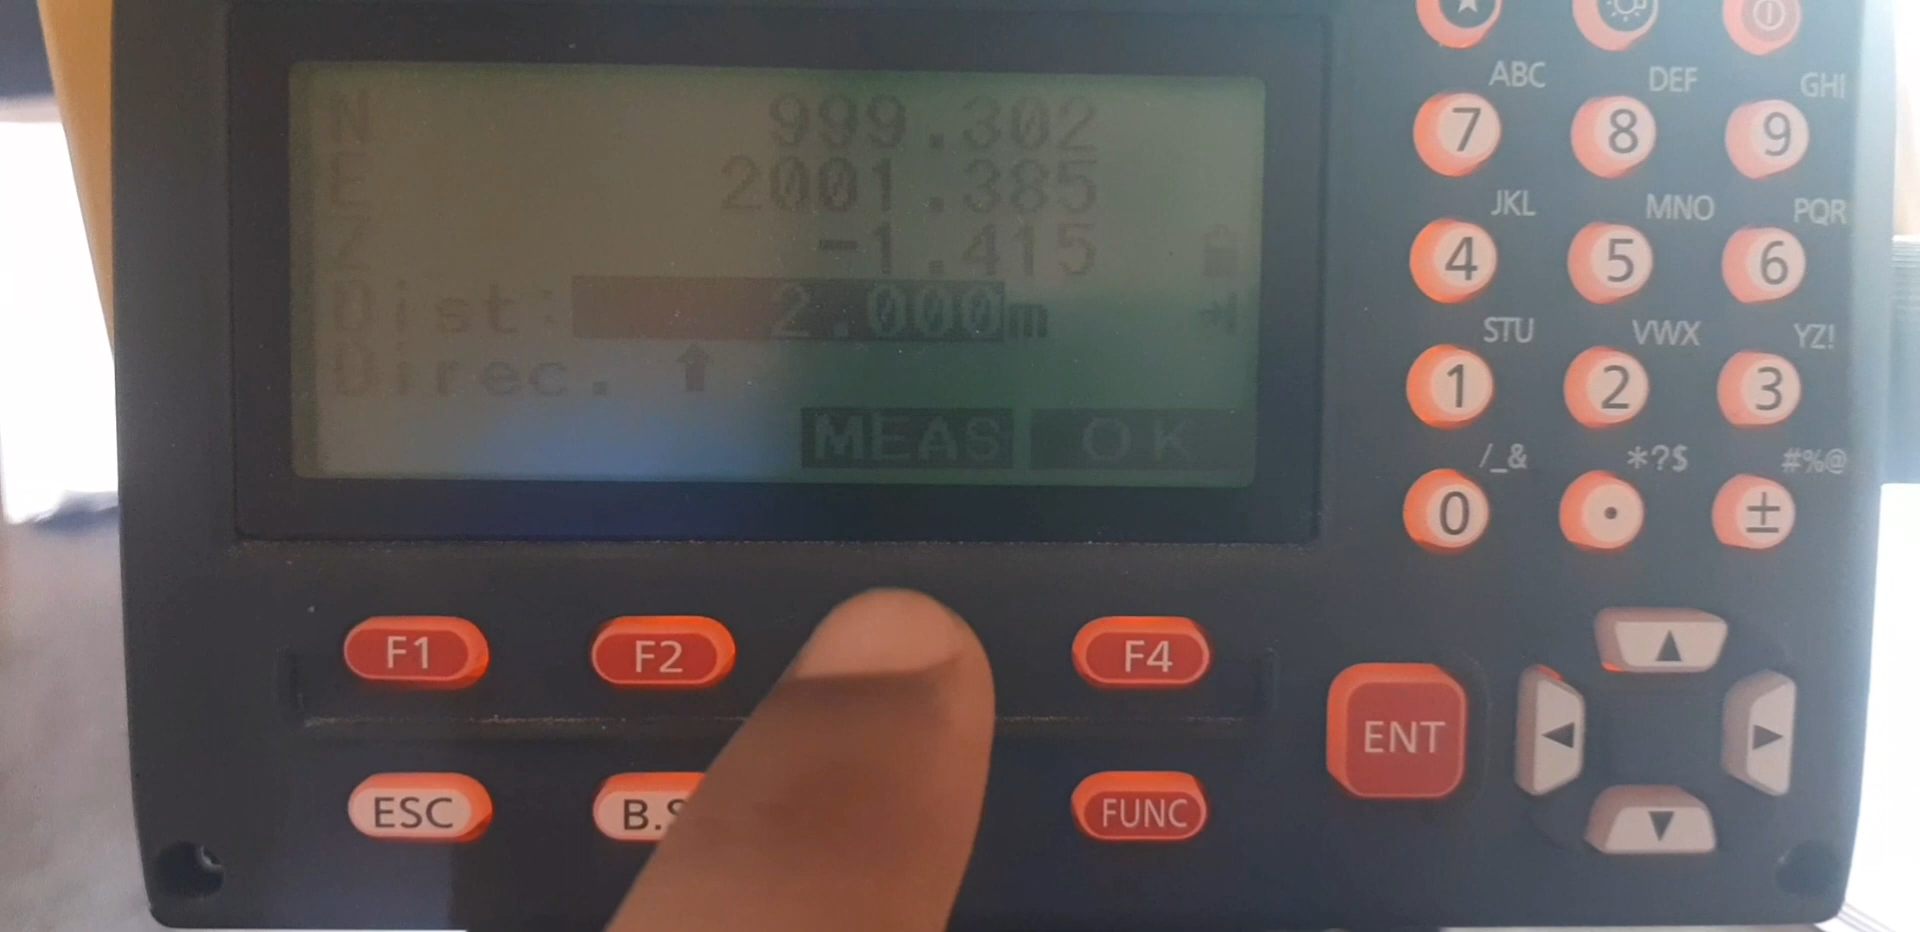 N 999.302
E 2001.385
Z -1.415
Dist: 2.000m
Direc.
MEAS OK
ABC DEF GHI
7 8 9
JKL MNO PQR
4 5 6
STU VWX YZ!
1 2 3
/_& *?$ #%@
0 . ±
F1 F2 F4
ENT
ESC FUNC